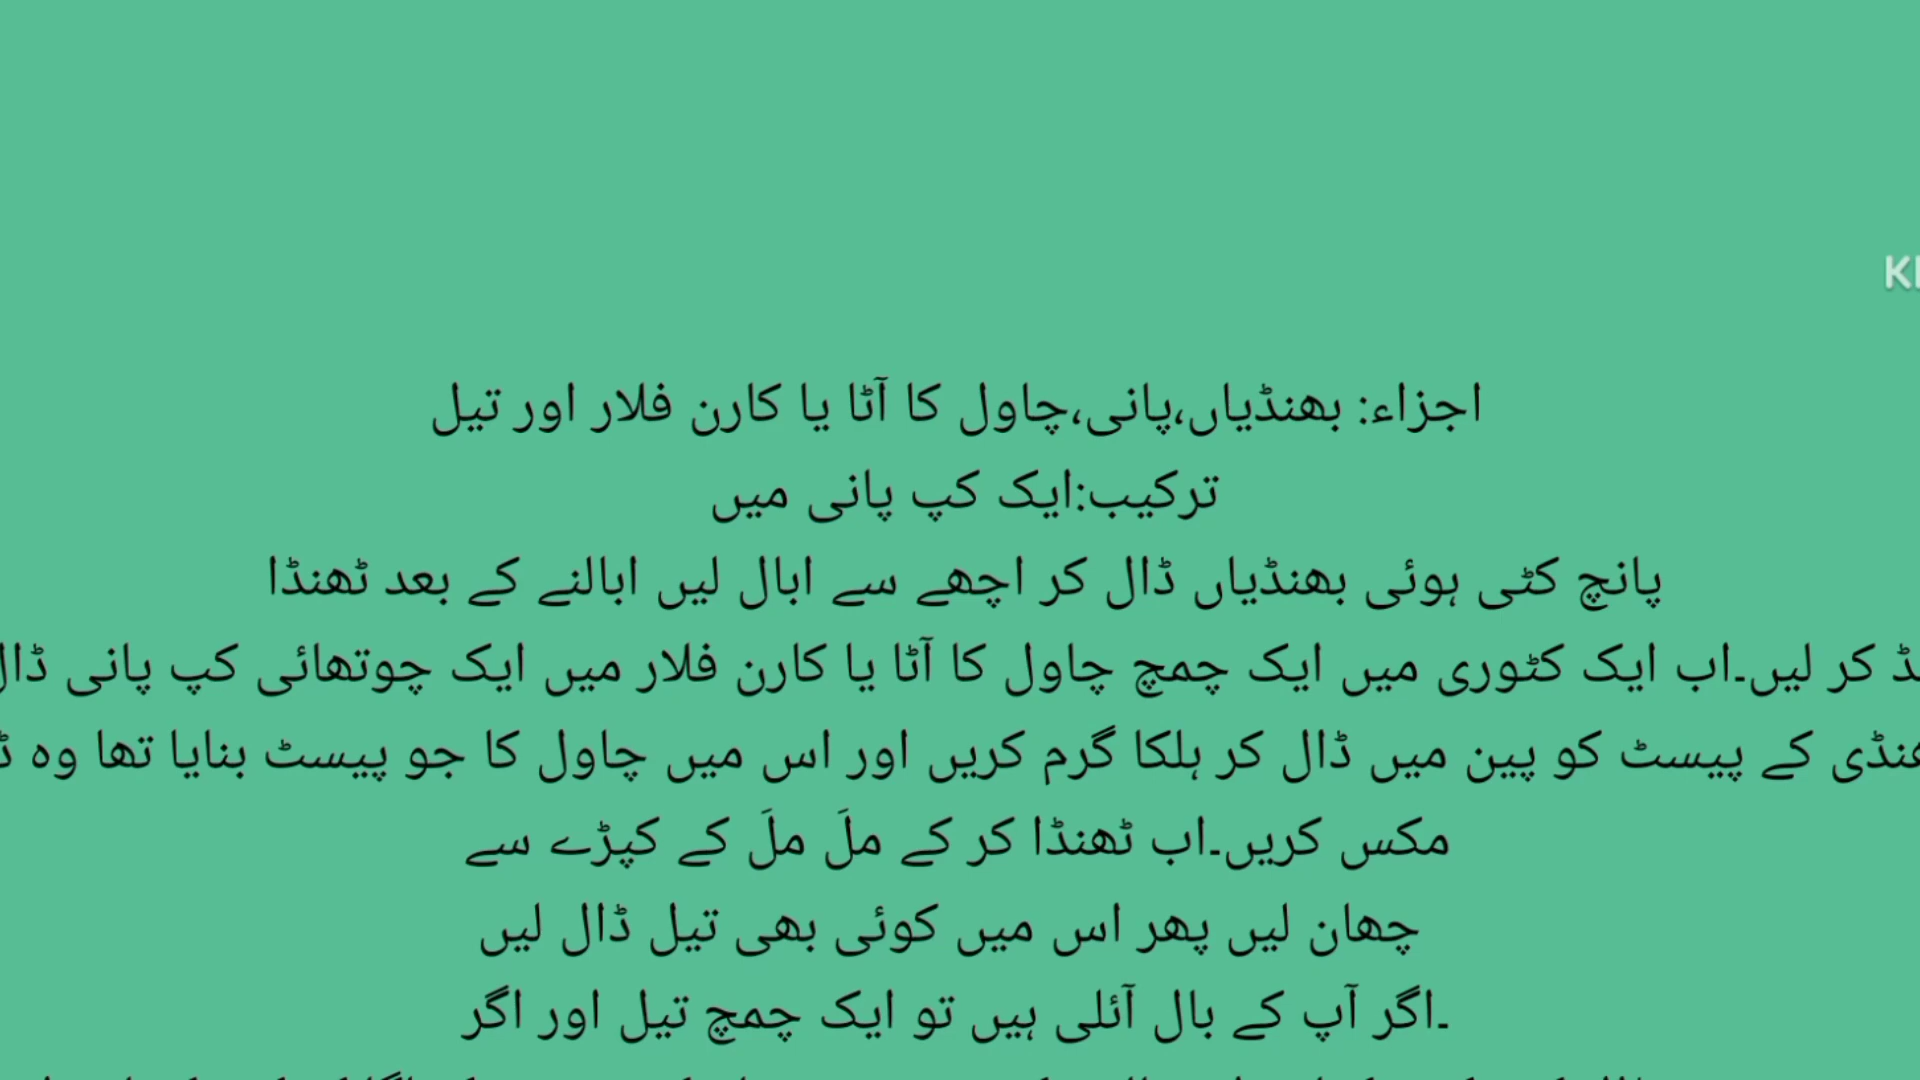 اجزاء: بھنڈیاں،پانی،چاول کا آٹا یا کارن فلار اور تیل
ترکیب:ایک کپ پانی میں
پانچ کٹی ہوئی بھنڈیاں ڈال کر اچھے سے ابال لیں ابالنے کے بعد ٹھنڈا
کر لیں۔اب ایک کٹوری میں ایک چمچ چاول کا آٹا یا کارن فلار میں ایک چوتھائی کپ پانی ڈال
کے پیسٹ کو پین میں ڈال کر ہلکا گرم کریں اور اس میں چاول کا جو پیسٹ بنایا تھا وہ
مکس کریں۔اب ٹھنڈا کر کے ملَ ملَ کے کپڑے سے
چھان لیں پھر اس میں کوئی بھی تیل ڈال لیں
۔اگر آپ کے بال آئلی ہیں تو ایک چمچ تیل اور اگر